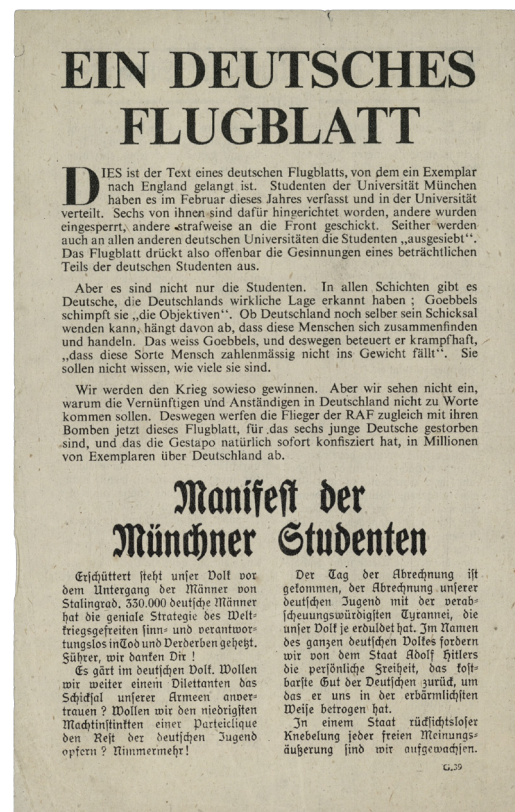 EIN DEUTSCHES
FLUGBLATT
DIES ist der Text eines deutschen Flugblatts, von dem ein Exemplar
nach England gelangt ist. Studenten der Universität München
haben es im Februar dieses Jahres verfasst und in der Universität
verteilt. Sechs von ihnen sind dafür hingerichtet worden, andere wurden
eingesperrt, andere strafweise an die Front geschickt. Seither werden
auch an allen anderen deutschen Universitäten die Studenten „ausgesiebt“.
Das Flugblatt drückt also offenbar die Gesinnungen eines beträchtlichen
Teils der deutschen Studenten aus.
Aber es sind nicht nur die Studenten. In allen Schichten gibt es
Deutsche, die Deutschlands wirkliche Lage erkannt haben ; Goebbels
schimpft sie „die Objektiven“. Ob Deutschland noch selber sein Schicksal
wenden kann, hängt davon ab, dass diese Menschen sich zusammenfinden
und handeln. Das weiss Goebbels, und deswegen beteuert er krampfhaft,
„dass diese Sorte Mensch zahlenmässig nicht ins Gewicht fällt“. Sie
sollen nicht wissen, wie viele sie sind.
Wir werden den Krieg sowieso gewinnen. Aber wir sehen nicht ein,
warum die Vernünftigen und Anständigen in Deutschland nicht zu Worte
kommen sollen. Deswegen werfen die Flieger der RAF zugleich mit ihren
Bomben jetzt dieses Flugblatt, für das sechs junge Deutsche gestorben
sind, und das die Gestapo natürlich sofort konfisziert hat, in Millionen
von Exemplaren über Deutschland ab.
Manifest der
Münchner Studenten
Erschüttert steht unser Volk vor
dem Untergang der Männer von
Stalingrad. 330.000 deutsche Männer
hat die geniale Strategie des Welt-
kriegsgefreiten sinn- und verantwor-
tungslos in Tod und Verderben gehetzt.
Führer, wir danken Dir !
Es gärt im deutschen Volk. Wollen
wir weiter einem Dilettanten das
Schicksal unserer Armeen anver-
trauen ? Wollen wir den niedrigsten
Machtinstinkten einer Parteiclique
den Rest der deutschen Jugend
opfern ? Nimmermehr!
Der Tag der Abrechnung ist
gekommen, der Abrechnung unserer
deutschen Jugend mit der verab-
scheuungswürdigsten Tyrannei, die
unser Volk je erduldet hat. Im Namen
des ganzen deutschen Volkes fordern
wir von dem Staat Adolf Hitlers
die persönliche Freiheit, das kost-
barste Gut der Deutschen zurück, um
das er uns in der erbärmlichsten
Weise betrogen hat.
In einem Staat rücksichtsloser
Knebelung jeder freien Meinungs-
äußerung sind wir aufgewachsen.
G.39